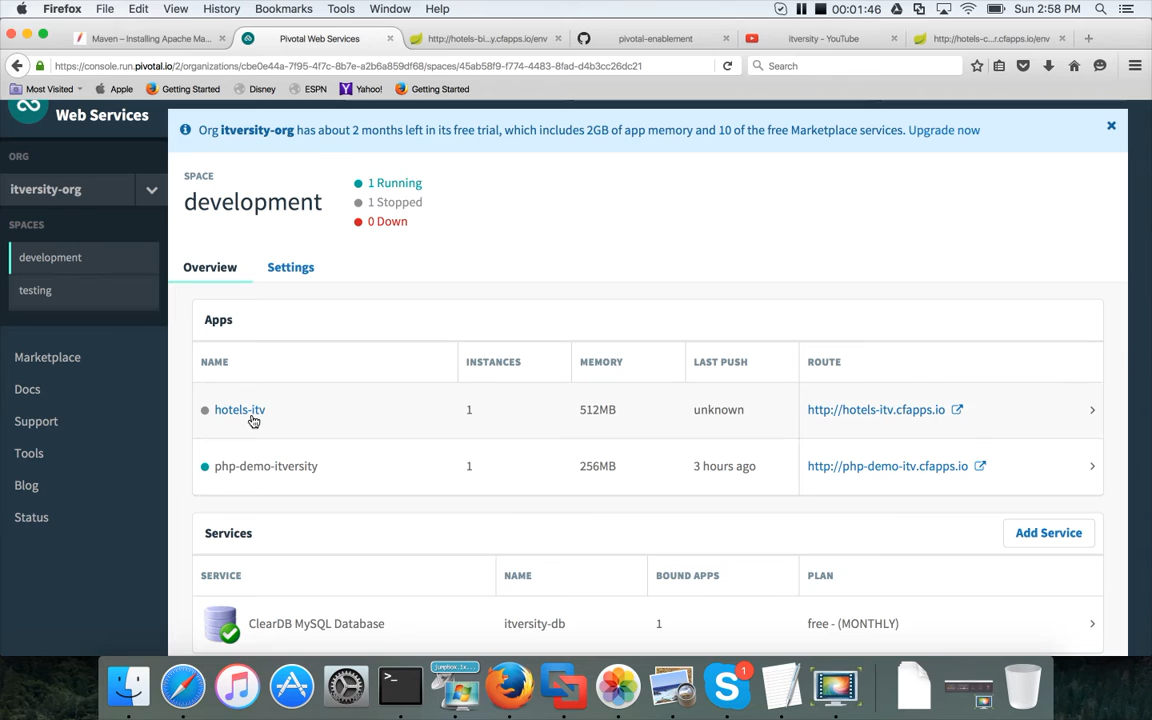 Firefox File Edit View History Bookmarks Tools Window Help 00:01:46 Sun 2:58 PM
Maven – Installing Apache Ma... × Pivotal Web Services × http://hotels-bi...y.cfapps.io/env × pivotal-enablement × itversity - YouTube × http://hotels-c...r.cfapps.io/env × +
https://console.run.pivotal.io/2/organizations/cbe0e44a-7f95-4f7c-8b7e-a2b6a859df68/spaces/45ab58f9-f774-4483-8fad-d4b3cc26dc21 Search
Most Visited Apple Getting Started Disney ESPN Yahoo! Getting Started
Web Services
Org itversity-org has about 2 months left in its free trial, which includes 2GB of app memory and 10 of the free Marketplace services. Upgrade now
ORG
itversity-org
SPACES
development
testing
Marketplace
Docs
Support
Tools
Blog
Status
SPACE
development
1 Running
1 Stopped
0 Down
Overview Settings
Apps
NAME INSTANCES MEMORY LAST PUSH ROUTE
hotels-itv 1 512MB unknown http://hotels-itv.cfapps.io
php-demo-itversity 1 256MB 3 hours ago http://php-demo-itv.cfapps.io
Services Add Service
SERVICE NAME BOUND APPS PLAN
ClearDB MySQL Database itversity-db 1 free - (MONTHLY)
1